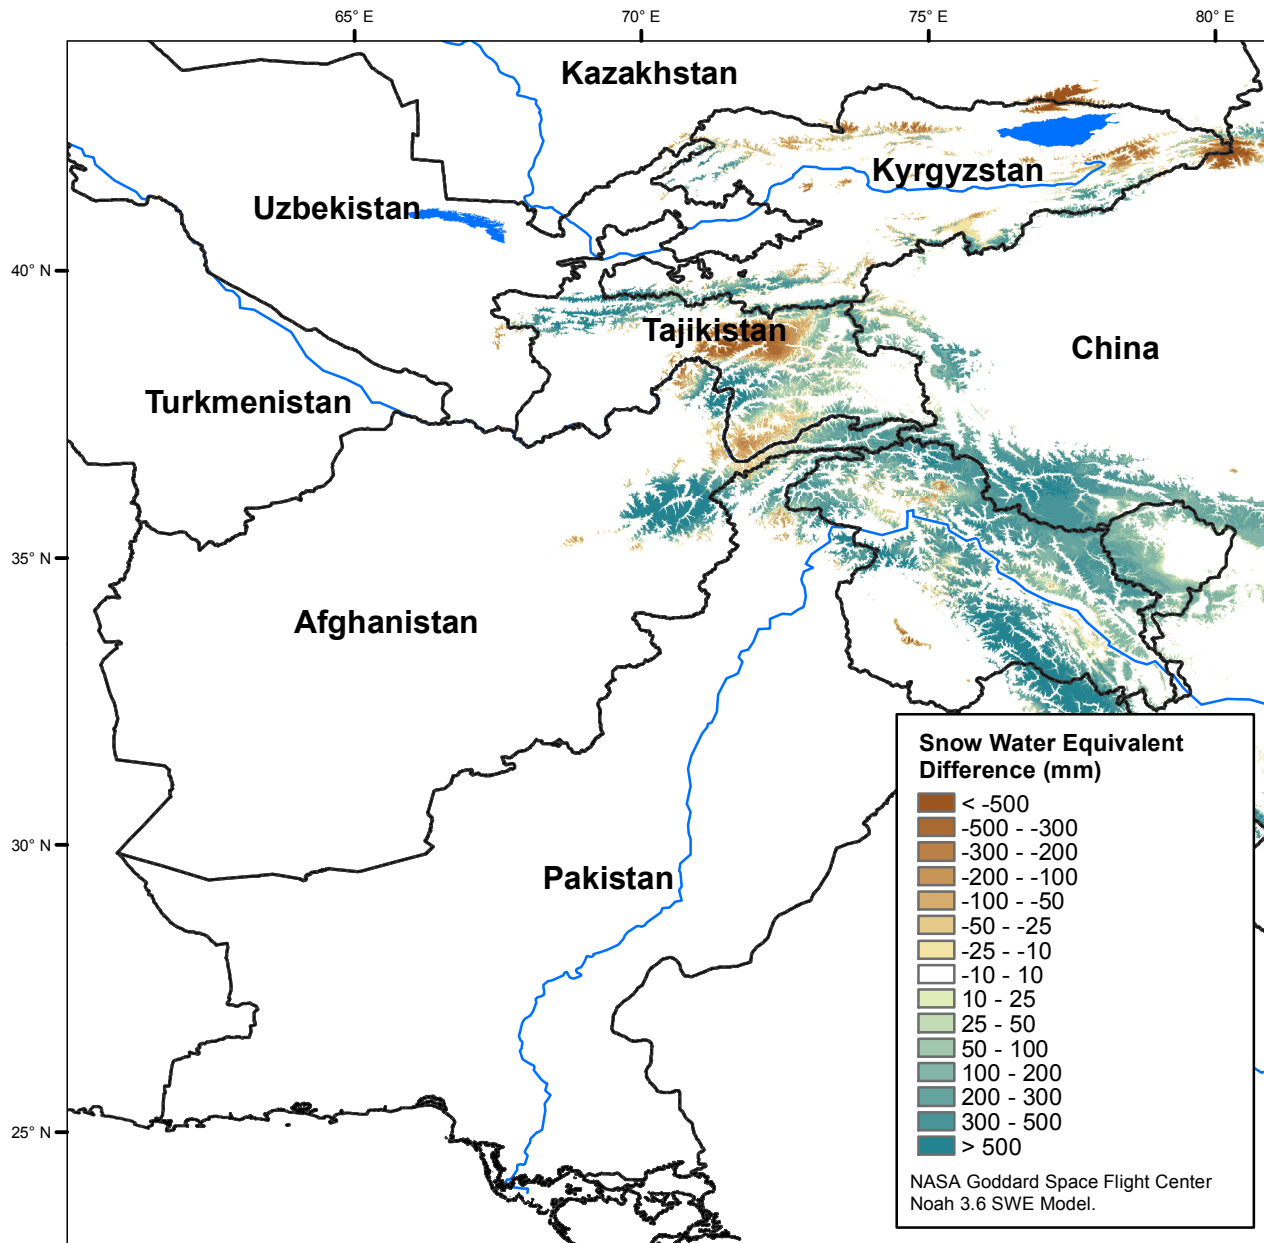 65° E
70° E
75° E
80° E
Kazakhstan
Kyrgyzstan
Uzbekistan
40° N
Tajikistan
China
Turkmenistan
35° N
Afghanistan
Snow Water Equivalent
Difference (mm)
< -500
-500 - -300
-300 - -200
-200 - -100
-100 - -50
-50 - -25
-25 - -10
-10 - 10
10 - 25
25 - 50
50 - 100
100 - 200
200 - 300
300 - 500
> 500
NASA Goddard Space Flight Center
Noah 3.6 SWE Model.
30° N
Pakistan
25° N